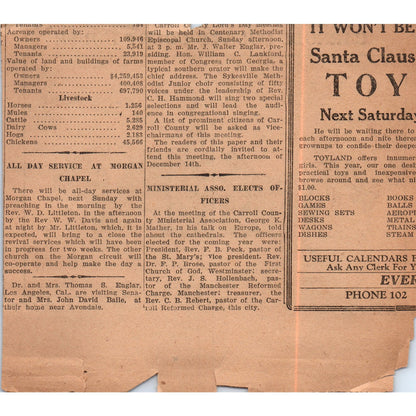 Acreage operated by:
Owners 109,946
Managers 5,541
Tenants 33,919
Value of land and buildings of farms
operated by:
Owners $4,259,453
Managers 400,405
Tenants 697,790
Livestock
Horses 1,256
Mules 140
Cattle 5,235
Dairy Cows 2,629
Hogs 2,187
Chickens 45,566
ALL DAY SERVICE AT MORGAN
CHAPEL
There will be all-day services at
Morgan Chapel, next Sunday with
preaching in the morning by the
Rev. W. D. Littleton, in the afternoon
by the Rev W. W. Davis and again
at night by Mr. Littleton, which, it is
expected, will bring to a close the
revival services which will have been
in progress for two weeks. The other
church on the Morgan circuit will
co-operate and help make the day a
success.
Dr. and Mrs. Thomas S. Englar,
Los Angeles, Cal., are visiting Sena-
tor and Mrs. John David Baile, at
their home near Avondale.
will be held in Centenary Methodist
Episcopal Church, Sunday afternoon,
at 3 p. m. Mr. J. Walter Englar, pre-
siding. Hon. William C. Lankford,
member of Congress from Georgia, a
typical southern orator will make the
chief address. The Sykesville Meth-
odist Junior choir consisting of fifty
voices under the leadership of Rev.
C. H. Hammond will sing two special
selections and will lead the audi-
ence in congregational singing.
A list of prominent citizens of Car-
roll County will be asked as Vice-
chairmans of this meeting.
The readers of this paper and their
friends are cordially inviting to at-
tend this meeting, the afternoon of
December 14th.
MINISTERIAL ASSO. ELECTS OF-
FICERS
At the meeting of the Carroll Coun-
ty Ministerial Association, George K.
Mather, in his talk on Europe, told
about the cathedrals. The officers
elected for the coming year were:
President, Rev. F. B. Peck, pastor of
the St. Mary's; vice president. Rev.
Dr. F. P. Brose, pastor of the First
Church of God, Westminster: secre-
tary, Rev. J. S. Hollenbach, pas-
tor of the Manchester Reformed
Charge. Manchester: treasurer, the
Rev. C. B. Rebert, pastor of the Car-
roll Reformed Charge, this city.
IT WON'T BE
Santa Claus
TOY
Next Saturday
He will be waiting there
each afternoon and nite there
to confide their deepe
TOYLAND offers unusual
gifts. This year, our one deal
practical toys and inexpensive
browse around and see what
$1.00.
BLOCKS BOOKS
GAMES BALLS
SEWING SETS AEROP
DESKS METAL
WAGONS TRAINS
DISHES STEAM
USEFUL CALENDARS F
Ask Any Clerk For Y
EVER
PHONE 102